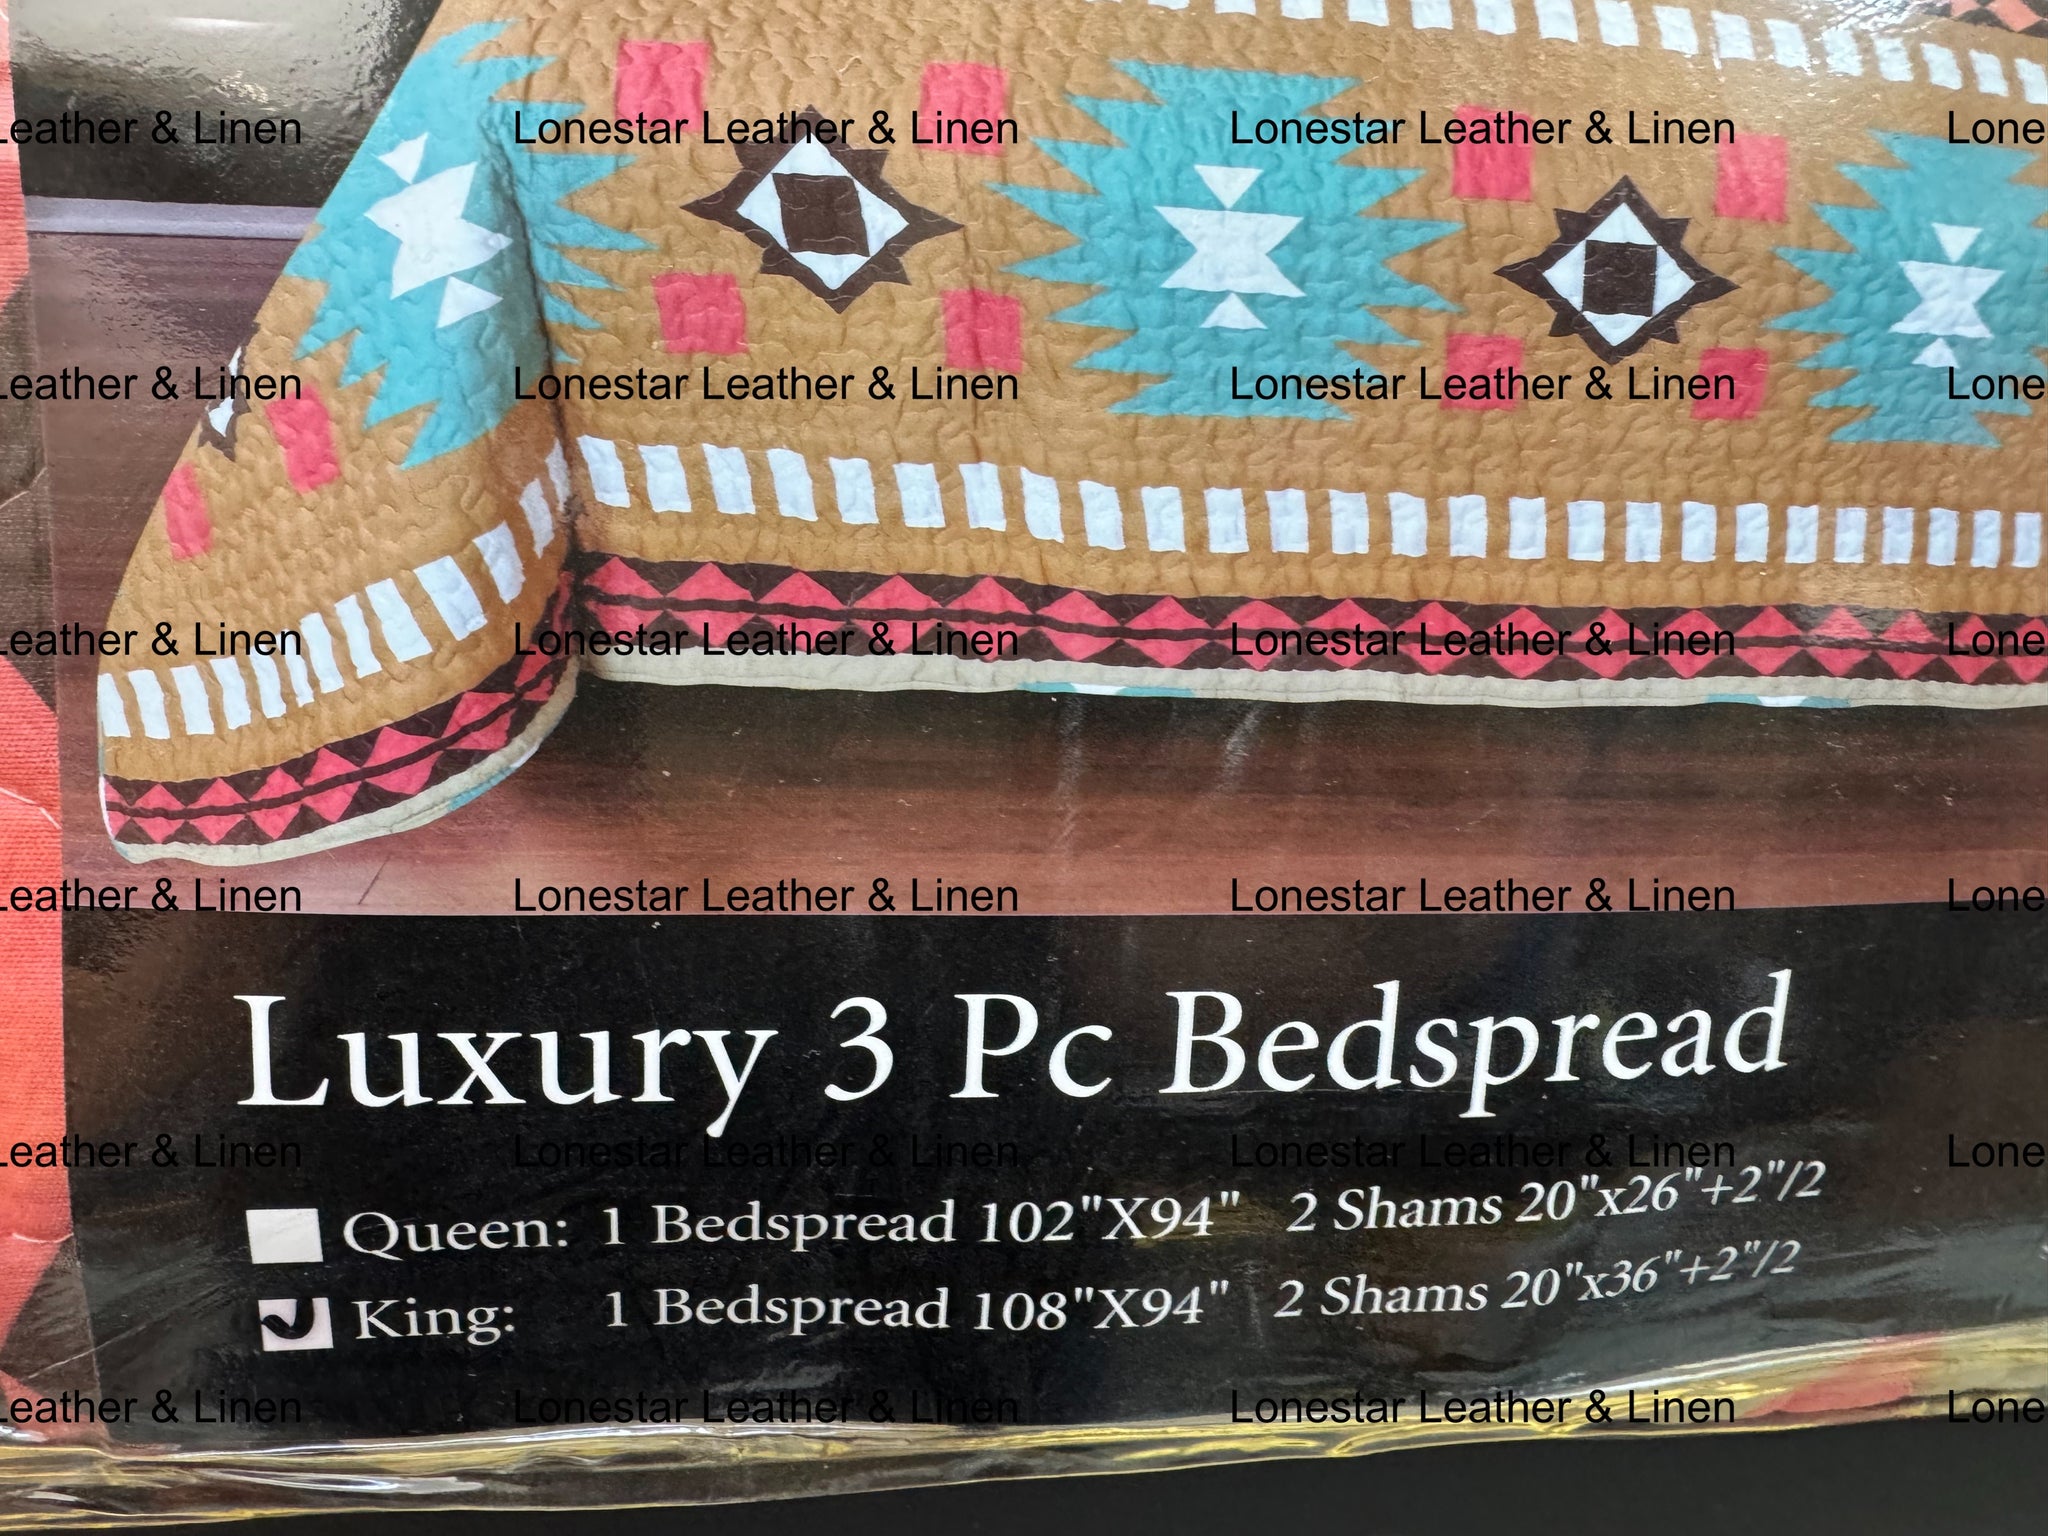 Leather & Linen Lonestar Leather & Linen Lonestar Leather & Linen Lone
Leather & Linen Lonestar Leather & Linen Lonestar Leather & Linen Lone
Leather & Linen Lonestar Leather & Linen Lonestar Leather & Linen Lone
Leather & Linen Lonestar Leather & Linen Lonestar Leather & Linen Lone
Luxury 3 Pc Bedspread
Leather & Linen Lonestar Leather & Linen Lonestar Leather & Linen Lone
Queen: 1 Bedspread 102"X94" 2 Shams 20"x26"+2"/2
King: 1 Bedspread 108"X94" 2 Shams 20"x36"+2"/2
Leather & Linen Lonestar Leather & Linen Lonestar Leather & Linen Lone